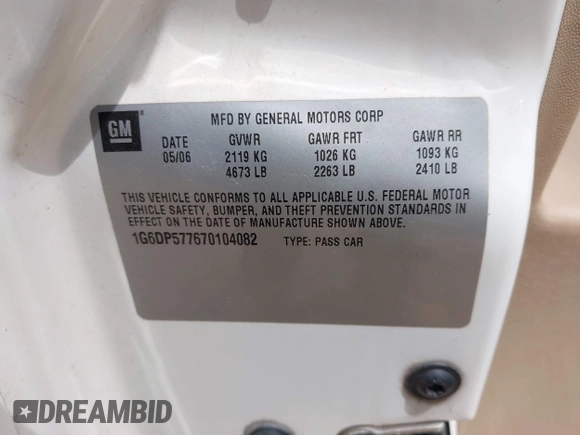 GM ® MFD BY GENERAL MOTORS CORP
DATE GVWR GAWR FRT GAWR RR
05/06 2119 KG 1026 KG 1093 KG
4673 LB 2263 LB 2410 LB
THIS VEHICLE CONFORMS TO ALL APPLICABLE U.S. FEDERAL MOTOR
VEHICLE SAFETY, BUMPER, AND THEFT PREVENTION STANDARDS IN
EFFECT ON THE DATE OF MANUFACTURE SHOWN ABOVE.
1G6DP577670104082 TYPE: PASS CAR
#DREAMBID